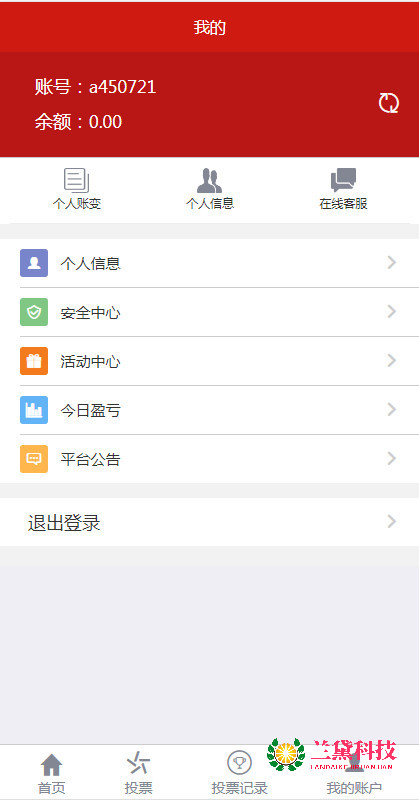 我的
账号：a450721
余额：0.00
个人账变 个人信息 在线客服
个人信息
安全中心
活动中心
今日盈亏
平台公告
退出登录
兰黛科技
LANDAIKEJIYUANDIAN
首页 投票 投票记录 我的账户